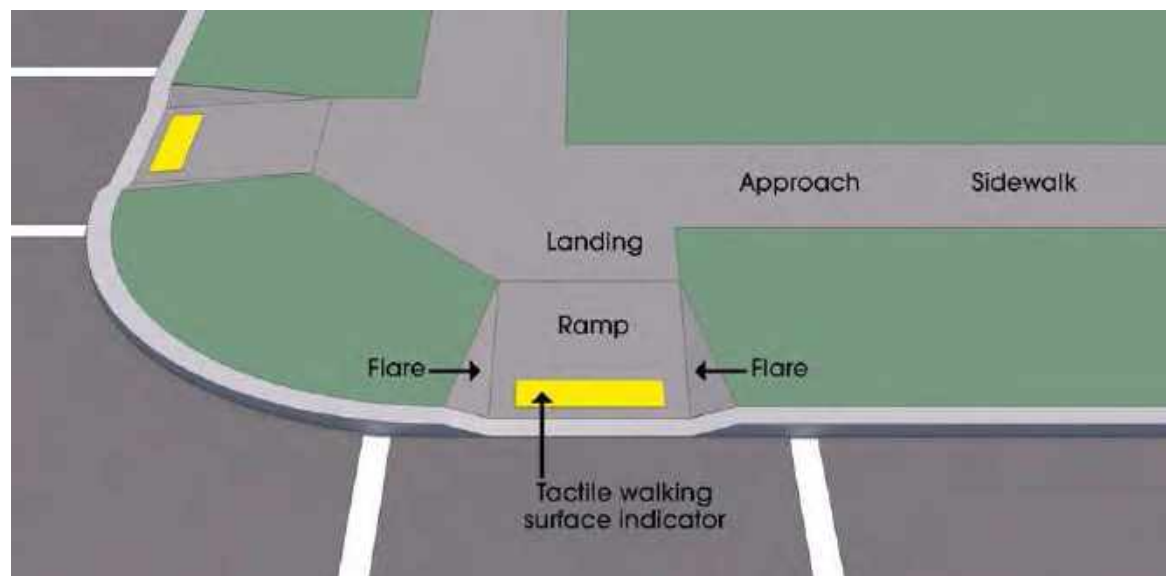 Approach
Sidewalk
Landing
Ramp
Flare
Flare
Tactile walking
surface indicator